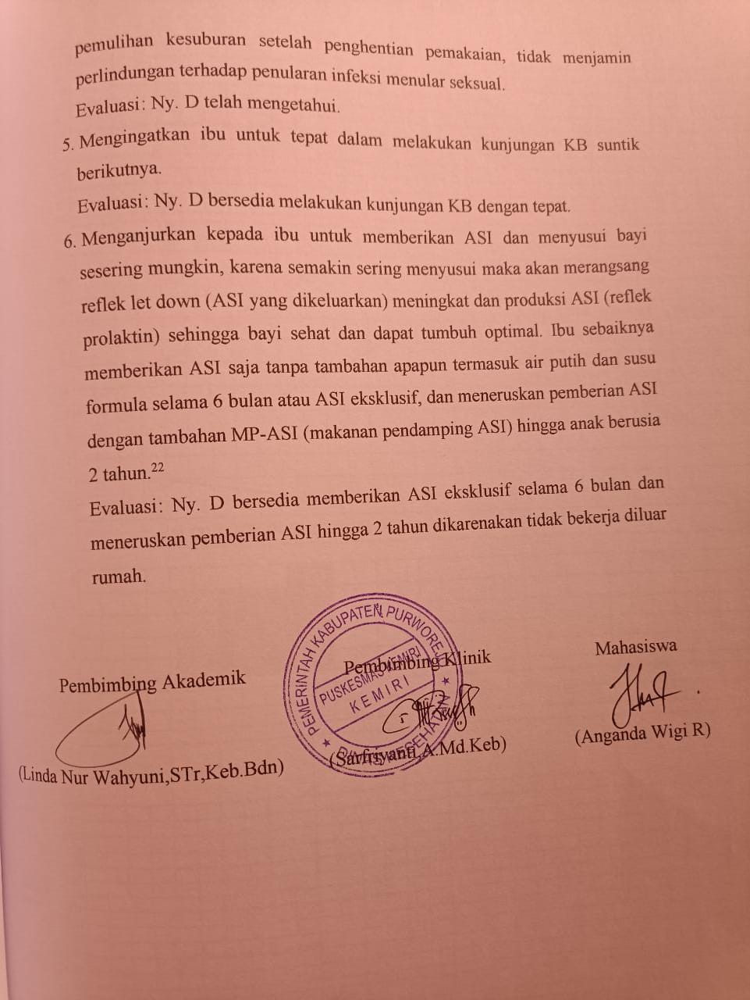 pemulihan kesuburan setelah penghentian pemakaian, tidak menjamin
perlindungan terhadap penularan infeksi menular seksual.
Evaluasi: Ny. D telah mengetahui.
5. Mengingatkan ibu untuk tepat dalam melakukan kunjungan KB suntik
berikutnya.
Evaluasi: Ny. D bersedia melakukan kunjungan KB dengan tepat.
6. Menganjurkan kepada ibu untuk memberikan ASI dan menyusui bayi
sesering mungkin, karena semakin sering menyusui maka akan merangsang
reflek let down (ASI yang dikeluarkan) meningkat dan produksi ASI (reflek
prolaktin) sehingga bayi sehat dan dapat tumbuh optimal. Ibu sebaiknya
memberikan ASI saja tanpa tambahan apapun termasuk air putih dan susu
formula selama 6 bulan atau ASI eksklusif, dan meneruskan pemberian ASI
dengan tambahan MP-ASI (makanan pendamping ASI) hingga anak berusia
2 tahun.22
Evaluasi: Ny. D bersedia memberikan ASI eksklusif selama 6 bulan dan
meneruskan pemberian ASI hingga 2 tahun dikarenakan tidak bekerja diluar
rumah.
Pembimbing Akademik
(Linda Nur Wahyuni,STr,Keb.Bdn)
PEMERINTAH KABUPATEN PURWOREJO
PUSKESMAS KEMIRI
KEMIRI
DINAS KESEHATAN
Pembimbing Klinik
A.Md.Keb)
Mahasiswa
(Anganda Wigi R)